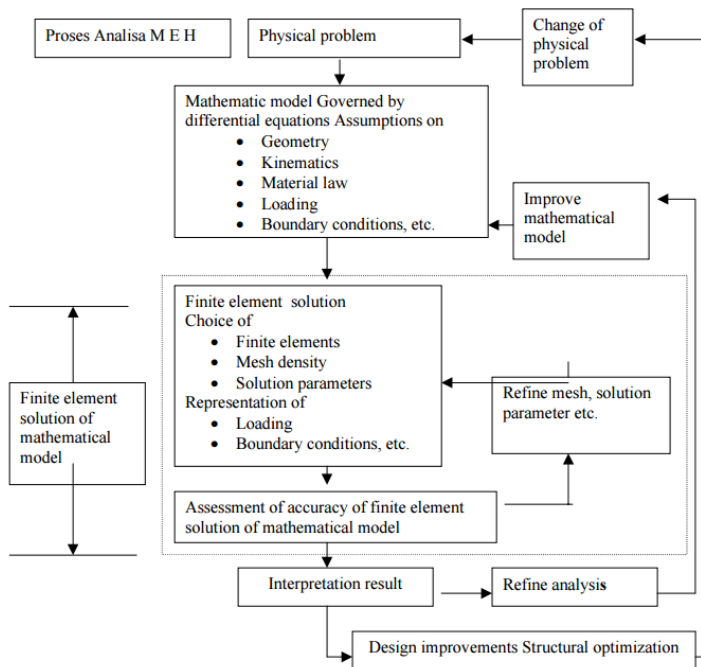 Proses Analisa M E H
Physical problem
Change of
physical
problem
Mathematic model Governed by
differential equations Assumptions on
• Geometry
• Kinematics
• Material law
• Loading
• Boundary conditions, etc.
Improve
mathematical
model
Finite element solution
Choice of
• Finite elements
• Mesh density
• Solution parameters
Representation of
• Loading
• Boundary conditions, etc.
Refine mesh, solution
parameter etc.
Finite element
solution of
mathematical
model
Assessment of accuracy of finite element
solution of mathematical model
Interpretation result
Refine analysis
Design improvements Structural optimization